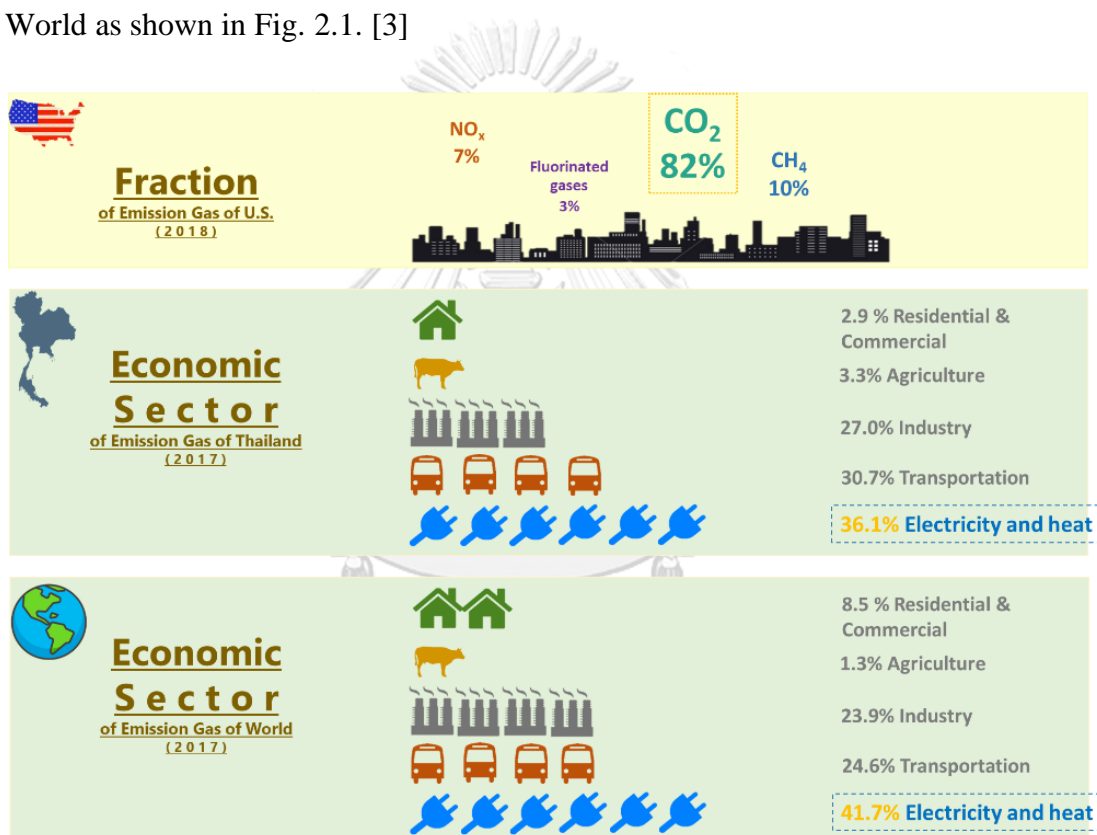 World as shown in Fig. 2.1. [3]
Fraction
of Emission Gas of U.S.
(2018)
NOx
7%
Fluorinated
gases
3%
CO2
82%
CH4
10%
Economic
Sector
of Emission Gas of Thailand
(2017)
2.9 % Residential &
Commercial
3.3% Agriculture
27.0% Industry
30.7% Transportation
36.1% Electricity and heat
Economic
Sector
of Emission Gas of World
(2017)
8.5 % Residential &
Commercial
1.3% Agriculture
23.9% Industry
24.6% Transportation
41.7% Electricity and heat